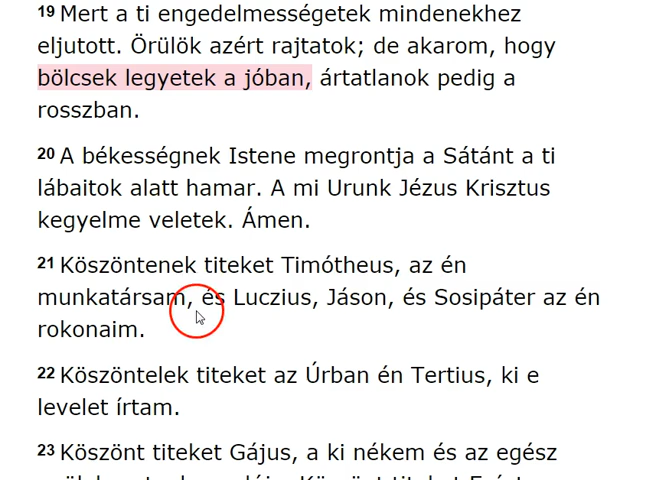 19 Mert a ti engedelmességetek mindenekhez
eljutott. Örülök azért rajtatok; de akarom, hogy
bölcsek legyetek a jóban, ártatlanok pedig a
rosszban.
20 A békességnek Istene megrontja a Sátánt a ti
lábaitok alatt hamar. A mi Urunk Jézus Krisztus
kegyelme veletek. Ámen.
21 Köszöntenek titeket Timótheus, az én
munkatársam, és Luczius, Jáson, és Sosipáter az én
rokonaim.
22 Köszöntelek titeket az Úrban én Tertius, ki e
levelet írtam.
23 Köszönt titeket Gájus, a ki nékem és az egész